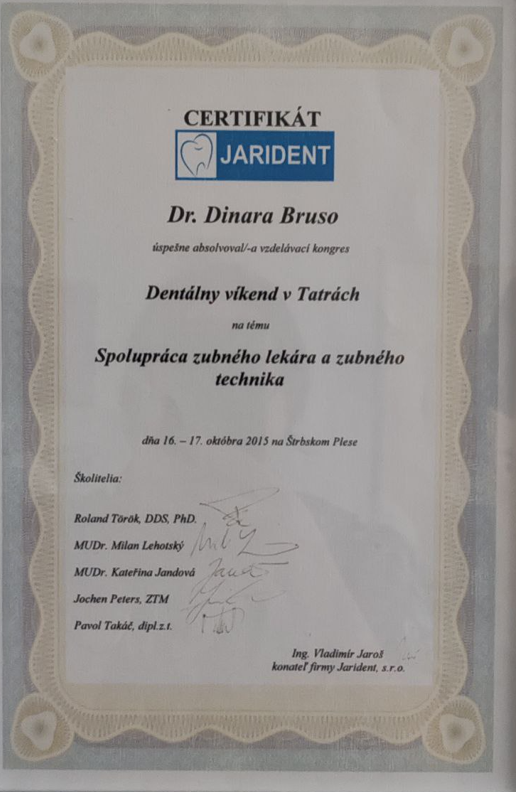 CERTIFIKÁT
JARIDENT
Dr. Dinara Bruso
úspešne absolvoval/-a vzdelávací kongres
Dentálny víkend v Tatrách
na tému
Spolupráca zubného lekára a zubného
technika
dňa 16. – 17. októbra 2015 na Štrbskom Plese
Školitelia:
Roland Török, DDS, PhD.
MUDr. Milan Lehotský
MUDr. Kateřina Jandová
Jochen Peters, ZTM
Pavol Takáč, dipl.z.t.
Ing. Vladimír Jaroš
konateľ firmy Jarident, s.r.o.